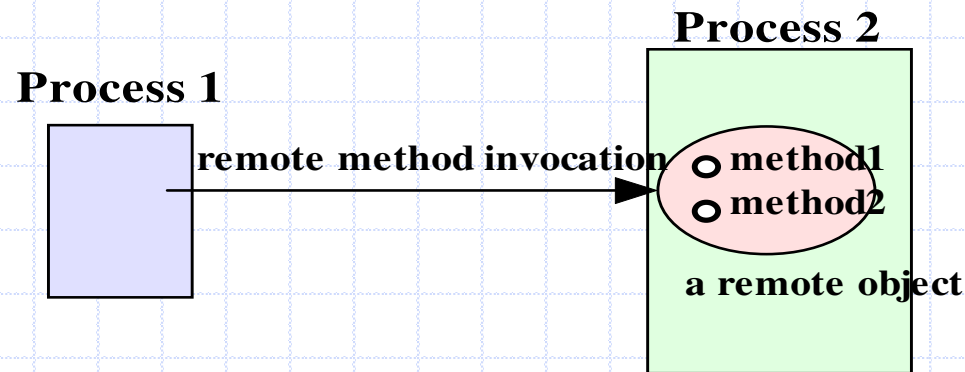 Process 2
Process 1
remote method invocation
method1
method2
a remote object